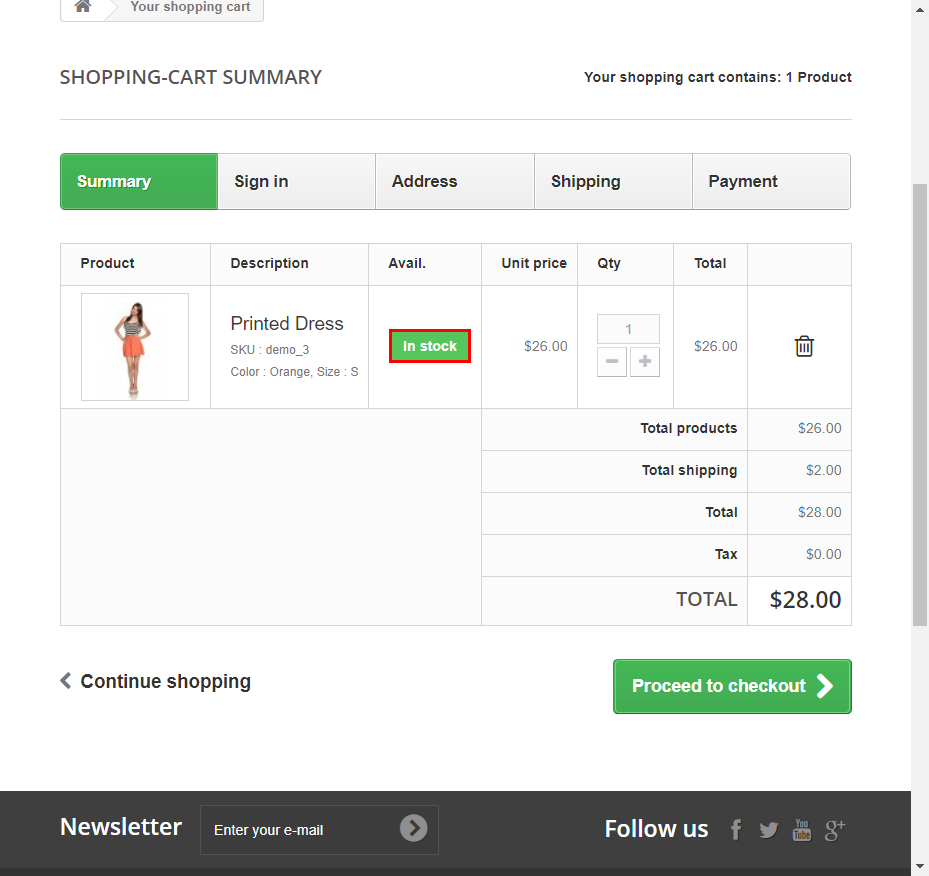 Your shopping cart
SHOPPING-CART SUMMARY
Your shopping cart contains: 1 Product
Summary
Sign in
Address
Shipping
Payment
Product
Description
Avail.
Unit price
Qty
Total
Printed Dress
SKU : demo_3
Color : Orange, Size : S
In stock
$26.00
1
$26.00
Total products
$26.00
Total shipping
$2.00
Total
$28.00
Tax
$0.00
TOTAL
$28.00
Continue shopping
Proceed to checkout
Newsletter
Enter your e-mail
Follow us
You
Tube
g+